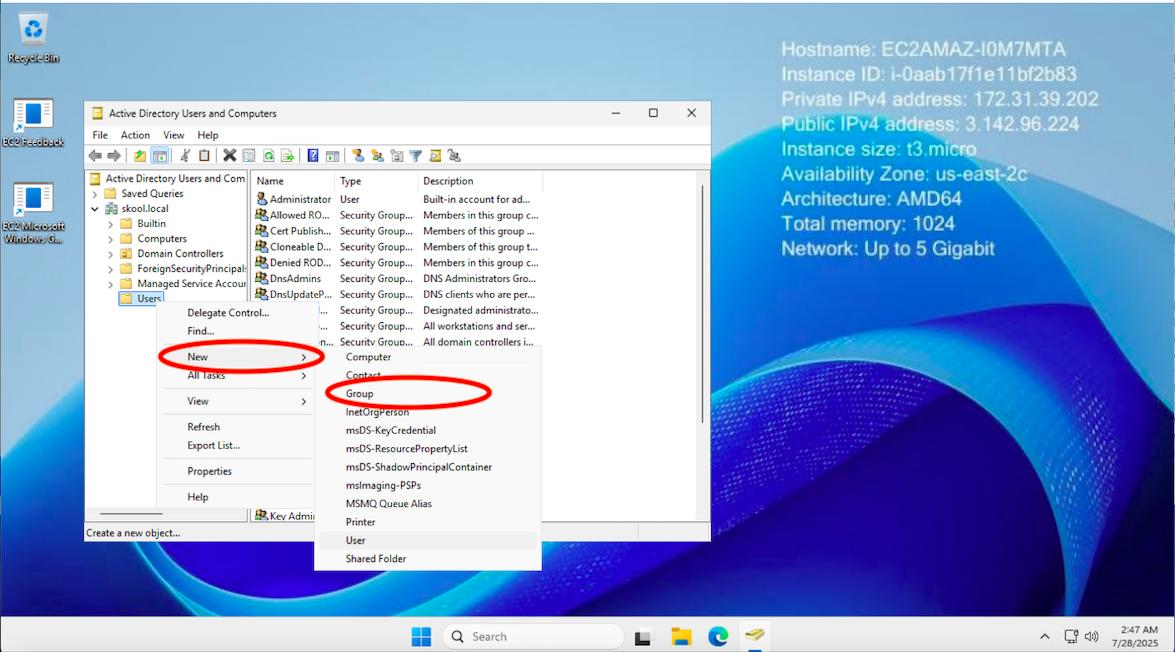 Recycle Bin
EC2 Feedback
EC2 Microsoft
Windows G...
Hostname: EC2AMAZ-I0M7MTA
Instance ID: i-0aab17f1e11bf2b83
Private IPv4 address: 172.31.39.202
Public IPv4 address: 3.142.96.224
Instance size: t3.micro
Availability Zone: us-east-2c
Architecture: AMD64
Total memory: 1024
Network: Up to 5 Gigabit
Active Directory Users and Computers
File Action View Help
Active Directory Users and Com
Saved Queries
skool.local
Builtin
Computers
Domain Controllers
ForeignSecurityPrincipals
Managed Service Accour
Users
Name Type Description
Administrator User Built-in account for ad...
Allowed RO... Security Group... Members in this group c...
Cert Publish... Security Group... Members of this group ...
Cloneable D... Security Group... Members of this group t...
Denied ROD... Security Group... Members in this group c...
DnsAdmins Security Group... DNS Administrators Gro...
DnsUpdateP... Security Group... DNS clients who are per...
... Security Group... Designated administrato...
... Security Group... All workstations and ser...
n... Security Group... All domain controllers i...
Key Admi
Delegate Control...
Find...
New
All Tasks
View
Refresh
Export List...
Properties
Help
Computer
Contact
Group
InetOrgPerson
msDS-KeyCredential
msDS-ResourcePropertyList
msDS-ShadowPrincipalContainer
msImaging-PSPs
MSMQ Queue Alias
Printer
User
Shared Folder
Create a new object...
Search
2:47 AM
7/28/2025